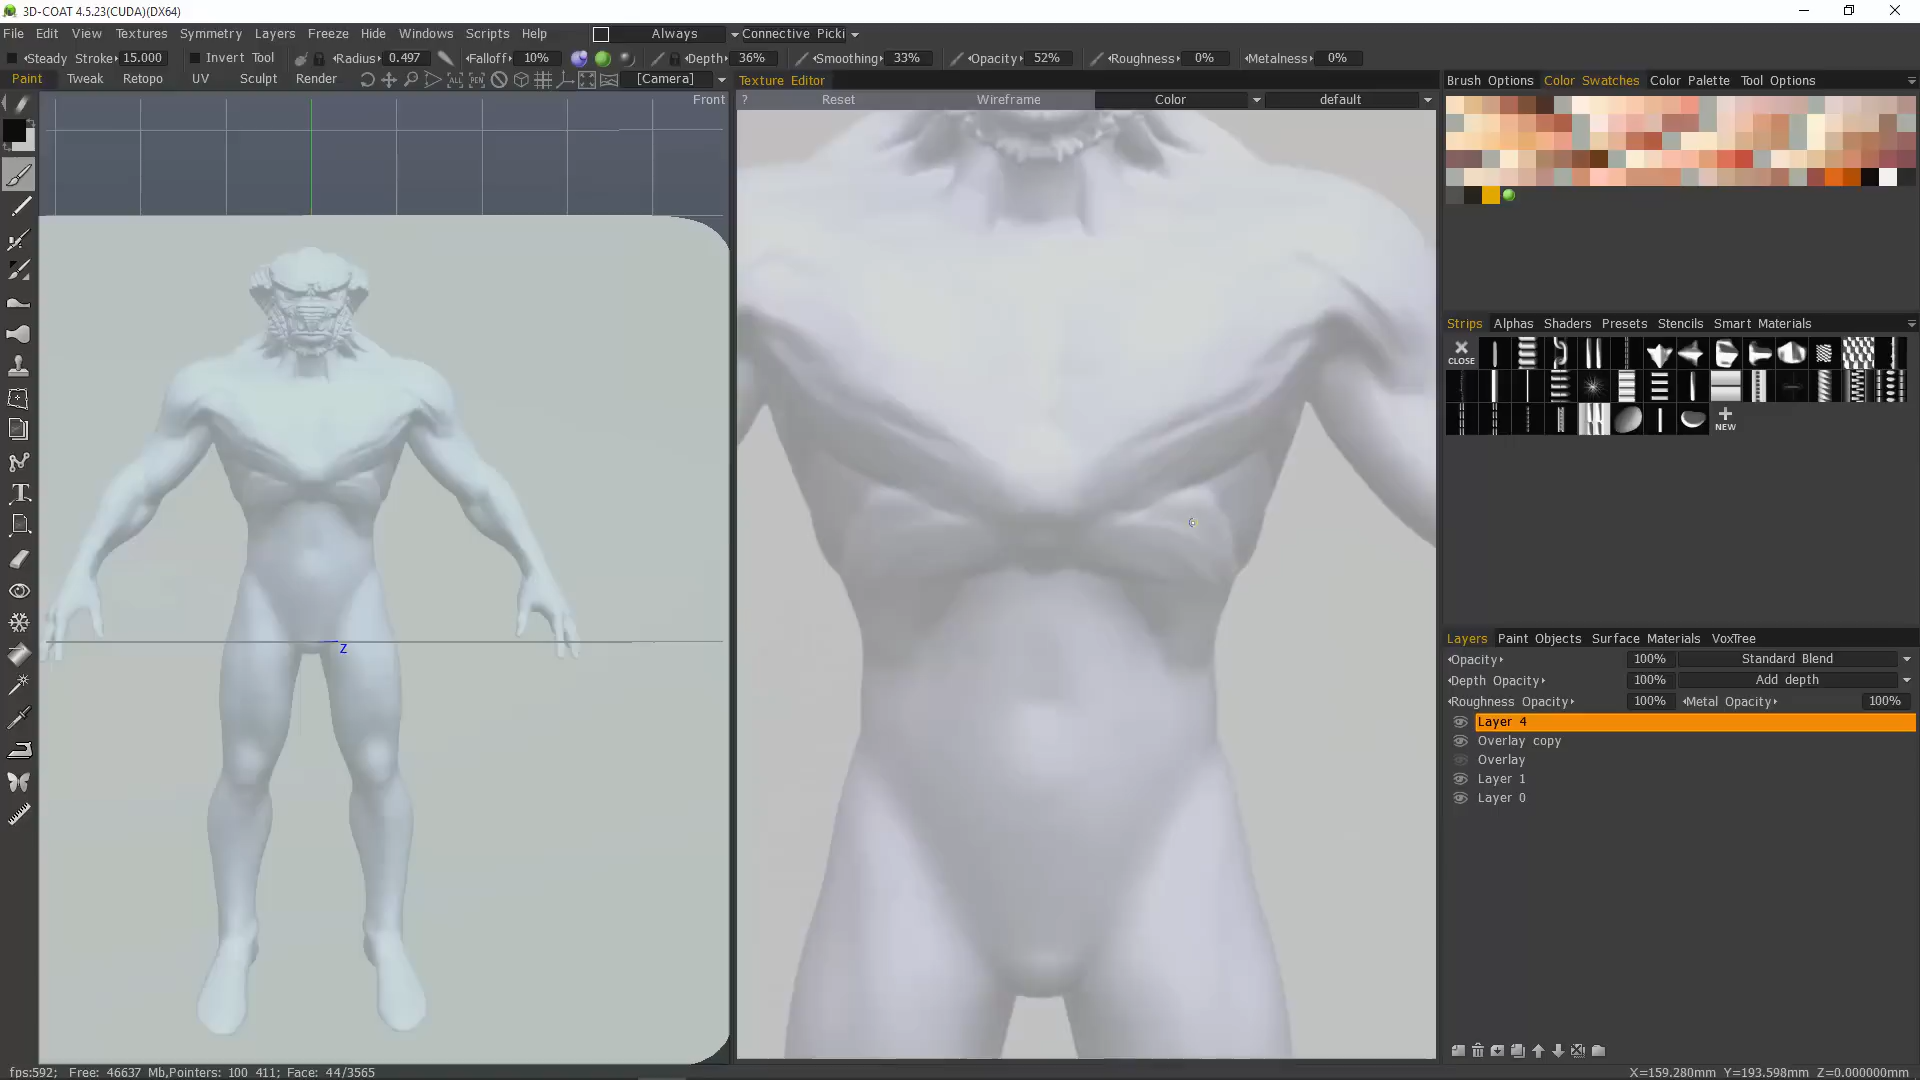 3D-COAT 4.5.23(CUDA)(DX64)
File Edit View Textures Symmetry Layers Freeze Hide Windows Scripts Help Always Connective Picki
Steady Stroke 15.000 Invert Tool Radius 0.497 Falloff 10% Depth 36% Smoothing 33% Opacity 52% Roughness 0% Metalness 0%
Paint Tweak Retopo UV Sculpt Render ALL PEN [Camera] Texture Editor Brush Options Color Swatches Color Palette Tool Options
Front ? Reset Wireframe Color default
Strips Alphas Shaders Presets Stencils Smart Materials
CLOSE
NEW
Z
Layers Paint Objects Surface Materials VoxTree
Opacity 100% Standard Blend
Depth Opacity 100% Add depth
Roughness Opacity 100% Metal Opacity 100%
Layer 4
Overlay copy
Overlay
Layer 1
Layer 0
fps:592; Free: 46637 Mb,Pointers: 100 411; Face: 44/3565 X=159.280mm Y=193.598mm Z=0.000000mm